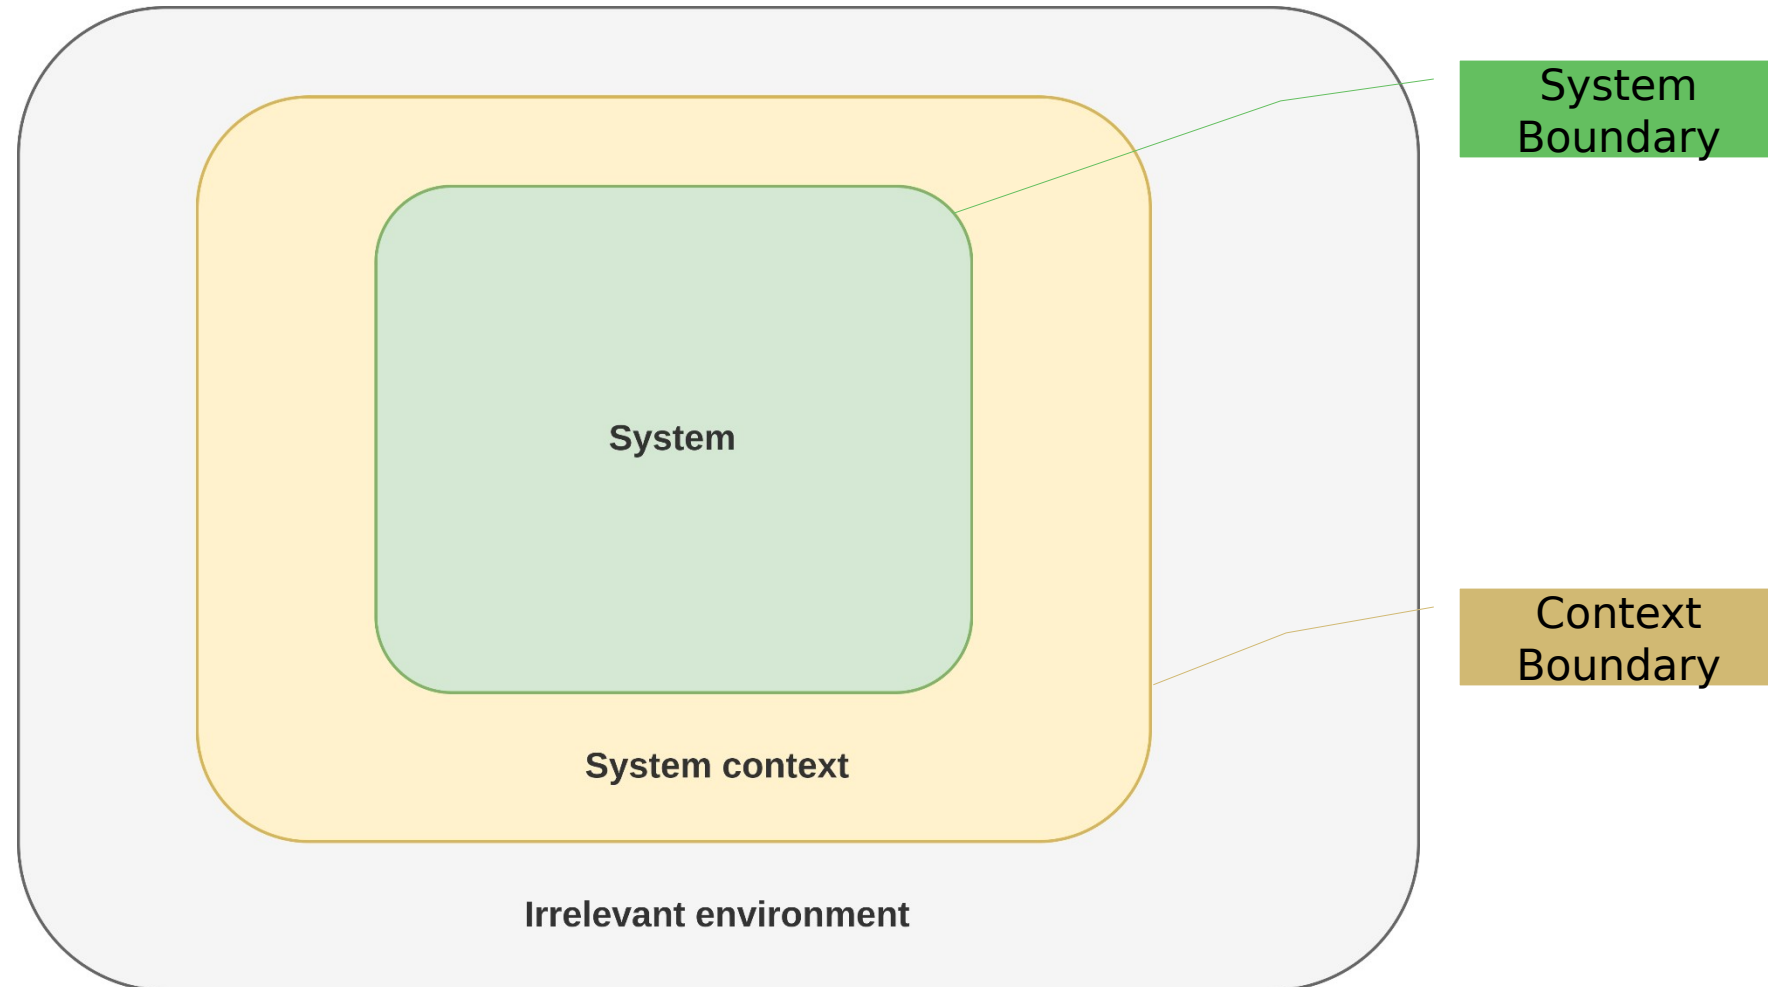 System
Boundary
System
Context
Boundary
System context
Irrelevant environment